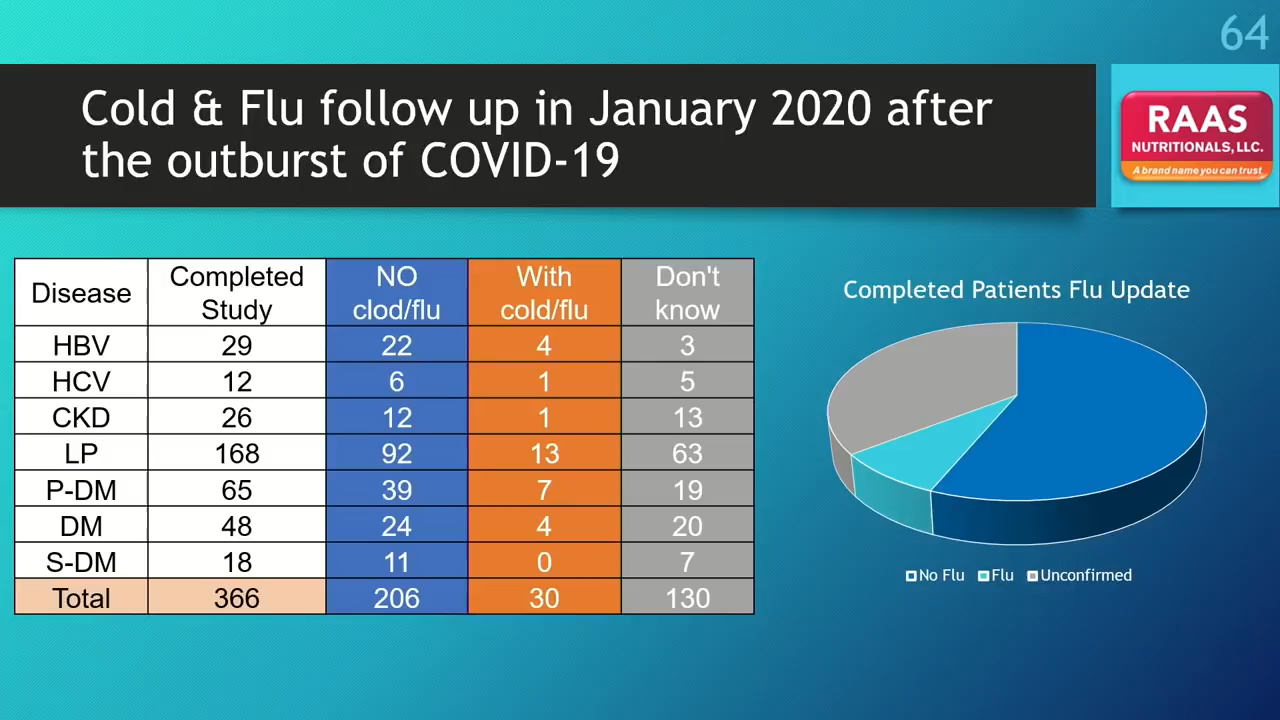 64
Cold & Flu follow up in January 2020 after
the outburst of COVID-19
RAAS
NUTRITIONALS, LLC.
A brand name you can trust
Disease Completed Study NO clod/flu With cold/flu Don't know
HBV 29 22 4 3
HCV 12 6 1 5
CKD 26 12 1 13
LP 168 92 13 63
P-DM 65 39 7 19
DM 48 24 4 20
S-DM 18 11 0 7
Total 366 206 30 130
Completed Patients Flu Update
No Flu Flu Unconfirmed